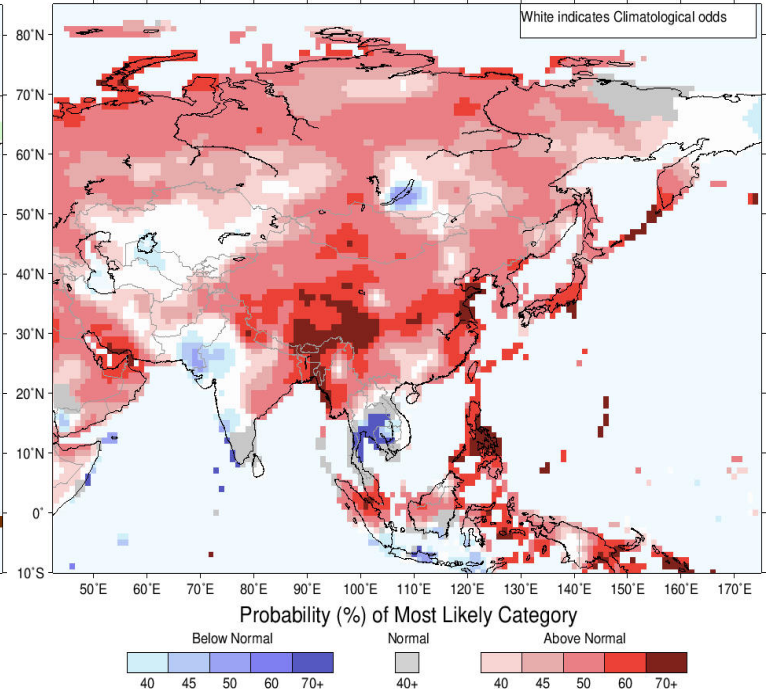 White indicates Climatological odds
80°N
70°N
60°N
50°N
40°N
30°N
20°N
10°N
0°
10°S
50°E 60°E 70°E 80°E 90°E 100°E 110°E 120°E 130°E 140°E 150°E 160°E 170°E
Probability (%) of Most Likely Category
Below Normal Normal Above Normal
40 45 50 60 70+ 40+ 40 45 50 60 70+